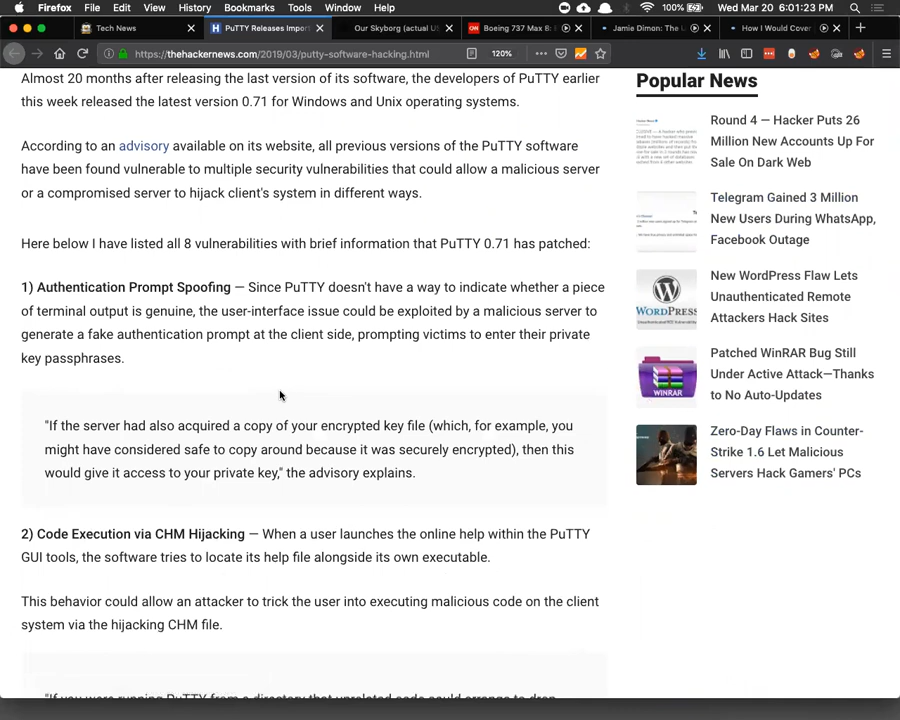 Firefox File Edit View History Bookmarks Tools Window Help 100% Wed Mar 20 6:01:23 PM
Tech News PuTTY Releases Impor Our Skyborg (actual U Boeing 737 Max 8: Jamie Dimon: The L How I Would Cover
https://thehackernews.com/2019/03/putty-software-hacking.html 120%
Almost 20 months after releasing the last version of its software, the developers of PuTTY earlier
this week released the latest version 0.71 for Windows and Unix operating systems.
According to an advisory available on its website, all previous versions of the PuTTY software
have been found vulnerable to multiple security vulnerabilities that could allow a malicious server
or a compromised server to hijack client's system in different ways.
Here below I have listed all 8 vulnerabilities with brief information that PuTTY 0.71 has patched:
1) Authentication Prompt Spoofing — Since PuTTY doesn't have a way to indicate whether a piece
of terminal output is genuine, the user-interface issue could be exploited by a malicious server to
generate a fake authentication prompt at the client side, prompting victims to enter their private
key passphrases.
"If the server had also acquired a copy of your encrypted key file (which, for example, you
might have considered safe to copy around because it was securely encrypted), then this
would give it access to your private key," the advisory explains.
2) Code Execution via CHM Hijacking — When a user launches the online help within the PuTTY
GUI tools, the software tries to locate its help file alongside its own executable.
This behavior could allow an attacker to trick the user into executing malicious code on the client
system via the hijacking CHM file.
"If you were running PuTTY from a directory that unrelated code could arrange to drop
Popular News
Round 4 — Hacker Puts 26
Million New Accounts Up For
Sale On Dark Web
Telegram Gained 3 Million
New Users During WhatsApp,
Facebook Outage
New WordPress Flaw Lets
Unauthenticated Remote
Attackers Hack Sites
WORDPRESS
Patched WinRAR Bug Still
Under Active Attack—Thanks
to No Auto-Updates
WINRAR
Zero-Day Flaws in Counter-
Strike 1.6 Let Malicious
Servers Hack Gamers' PCs